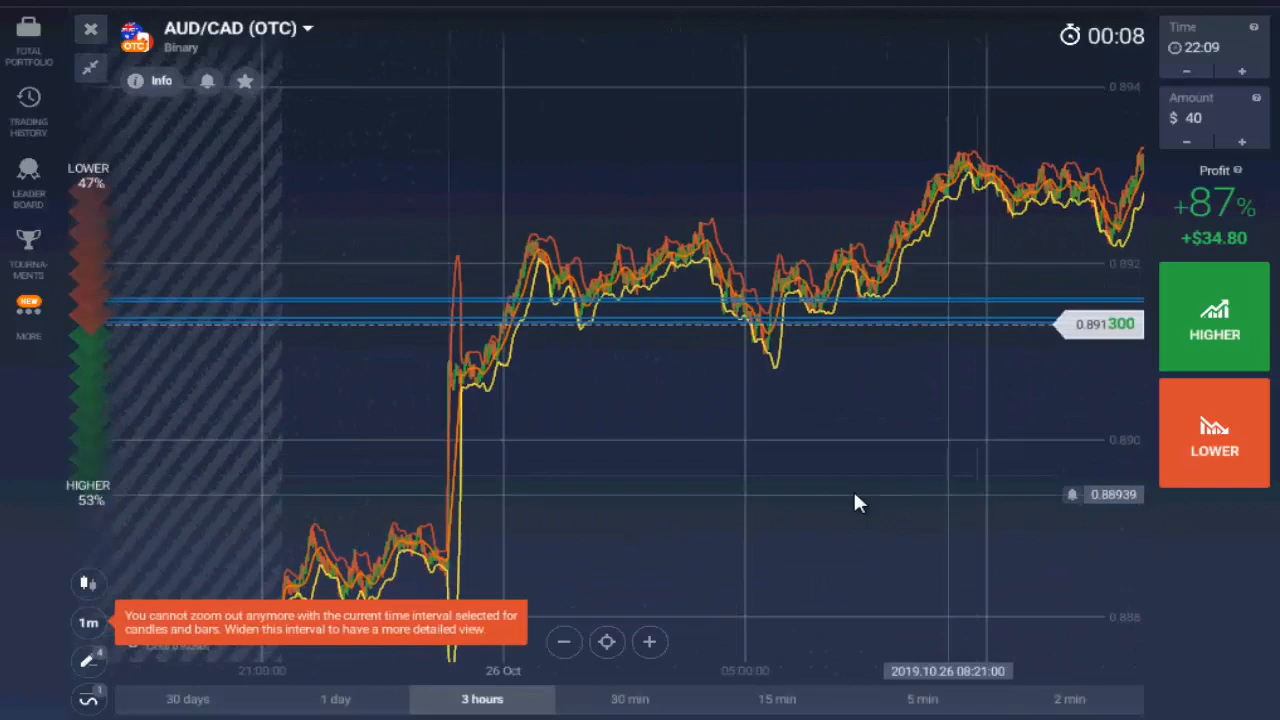 AUD/CAD (OTC)
OTC
Binary
00:08
Info
TOTAL
PORTFOLIO
TRADING
HISTORY
LEADER
BOARD
TOURNA-
MENTS
NEW
MORE
LOWER
47%
HIGHER
53%
0.894
0.892
0.891300
0.890
0.88939
0.888
Time
22:09
Amount
$ 40
Profit
+87%
+$34.80
HIGHER
LOWER
1m
4
1
You cannot zoom out anymore with the current time interval selected for
candles and bars. Widen this interval to have a more detailed view.
21:00:00
26 Oct
05:00:00
2019.10.26 08:21:00
30 days
1 day
3 hours
30 min
15 min
5 min
2 min